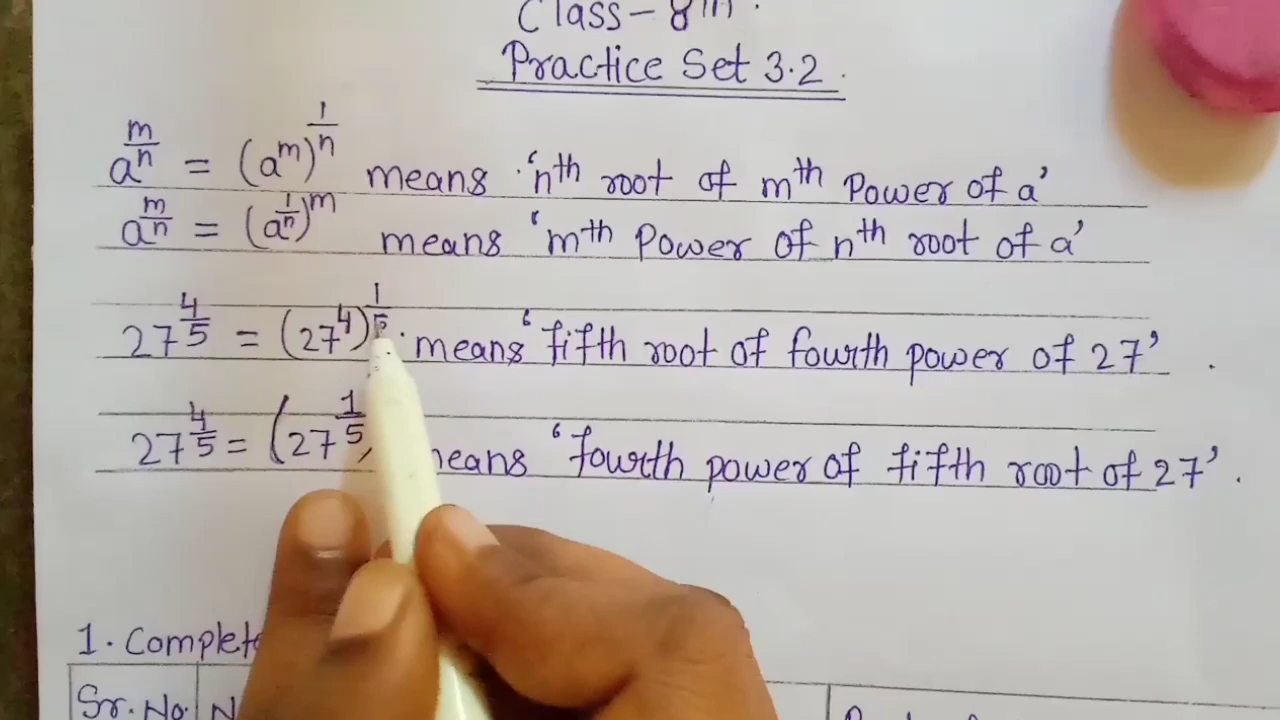 Class-8th.
Practice Set 3.2.
a^(m/n) = (a^m)^(1/n) means 'nth root of mth Power of a'
a^(m/n) = (a^(1/n))^m means 'mth Power of nth root of a'
27^(4/5) = (27^4)^(1/5). means 'fifth root of fourth power of 27'.
27^(4/5) = (27^(1/5) means 'fourth power of fifth root of 27'.
1. Complete
Sr. No. N